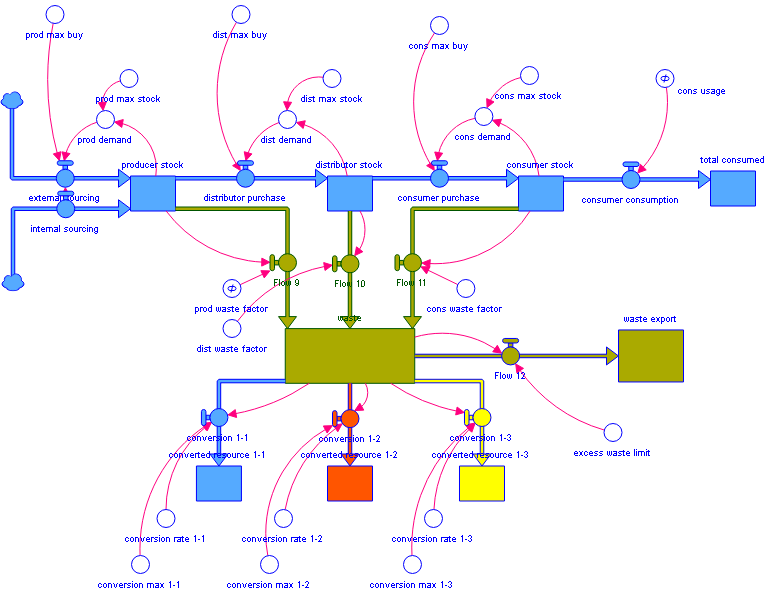 prod max buy
dist max buy
cons max buy
prod max stock
dist max stock
cons max stock
cons usage
prod demand
dist demand
cons demand
producer stock
distributor stock
consumer stock
total consumed
external sourcing
distributor purchase
consumer purchase
consumer consumption
internal sourcing
Flow 9
Flow 10
Flow 11
prod waste factor
cons waste factor
waste
waste export
dist waste factor
Flow 12
conversion 1-1
conversion 1-2
conversion 1-3
excess waste limit
converted resource 1-1
converted resource 1-2
converted resource 1-3
conversion rate 1-1
conversion rate 1-2
conversion rate 1-3
conversion max 1-1
conversion max 1-2
conversion max 1-3